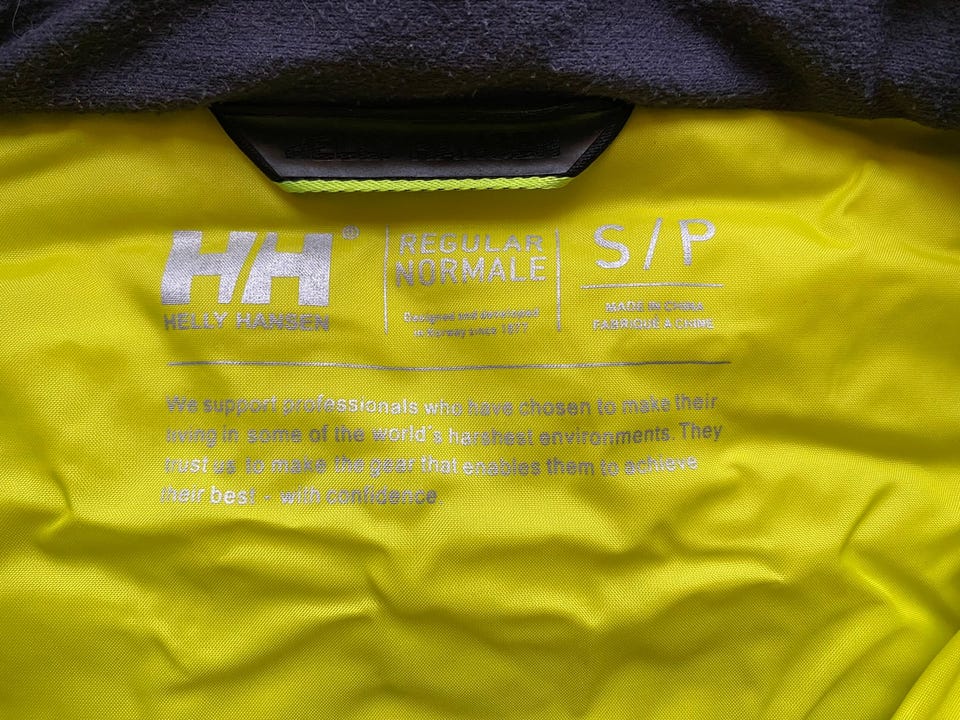 HH®
HELLY HANSEN
REGULAR
NORMALE
Designed and developed
in Norway since 1877
S/P
MADE IN CHINA
FABRIQUÉ A CHINE
We support professionals who have chosen to make their
living in some of the world's harshest environments. They
trust us to make the gear that enables them to achieve
their best - with confidence.